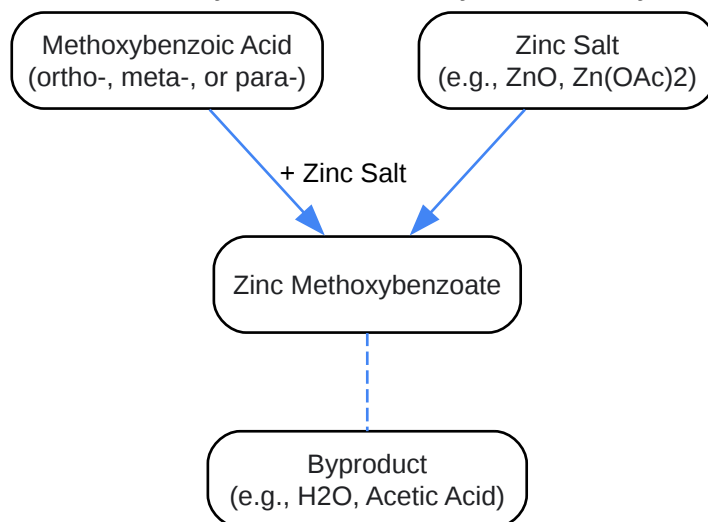 Methoxybenzoic Acid
(ortho-, meta-, or para-)
Zinc Salt
(e.g., ZnO, Zn(OAc)2)
+ Zinc Salt
Zinc Methoxybenzoate
Byproduct
(e.g., H2O, Acetic Acid)